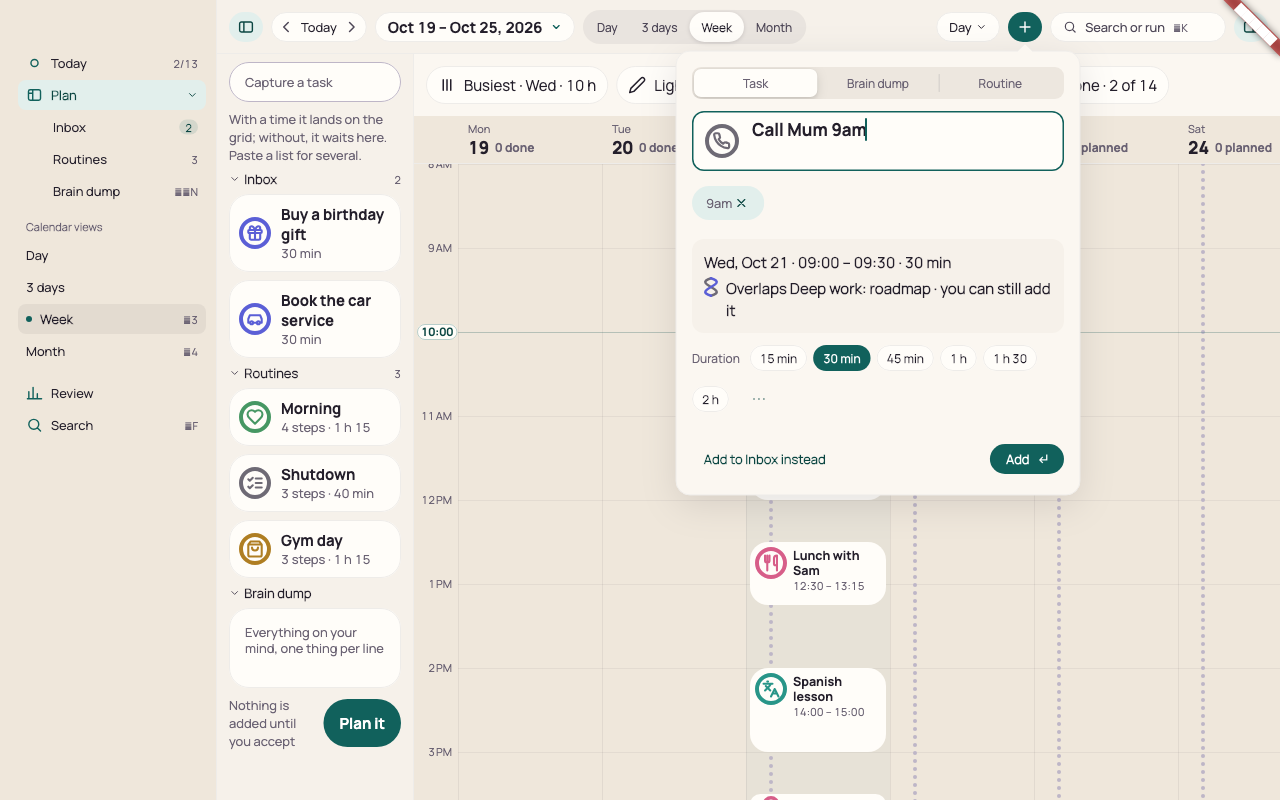 Today 2/13
Plan
Inbox 2
Routines 3
Brain dump N
Calendar views
Day
3 days
Week 3
Month 4
Review
Search F
Today
Oct 19 – Oct 25, 2026
Day 3 days Week Month
Day
Search or run K
Capture a task
With a time it lands on the
grid; without, it waits here.
Paste a list for several.
Inbox 2
Buy a birthday
gift
30 min
Book the car
service
30 min
Routines 3
Morning
4 steps · 1 h 15
Shutdown
3 steps · 40 min
Gym day
3 steps · 1 h 15
Brain dump
Everything on your
mind, one thing per line
Nothing is
added until
you accept
Plan it
Busiest · Wed · 10 h
2 of 14
Mon
19 0 done
Tue
20 0 done
planned
Sat
24 0 planned
8AM
9AM
10:00
11AM
12PM
1PM
2PM
3PM
Task Brain dump Routine
Call Mum 9am
9am
Wed, Oct 21 · 09:00 – 09:30 · 30 min
Overlaps Deep work: roadmap · you can still add
it
Duration 15 min 30 min 45 min 1 h 1 h 30
2 h ···
Add to Inbox instead
Add
Lunch with
Sam
12:30 – 13:15
Spanish
lesson
14:00 – 15:00